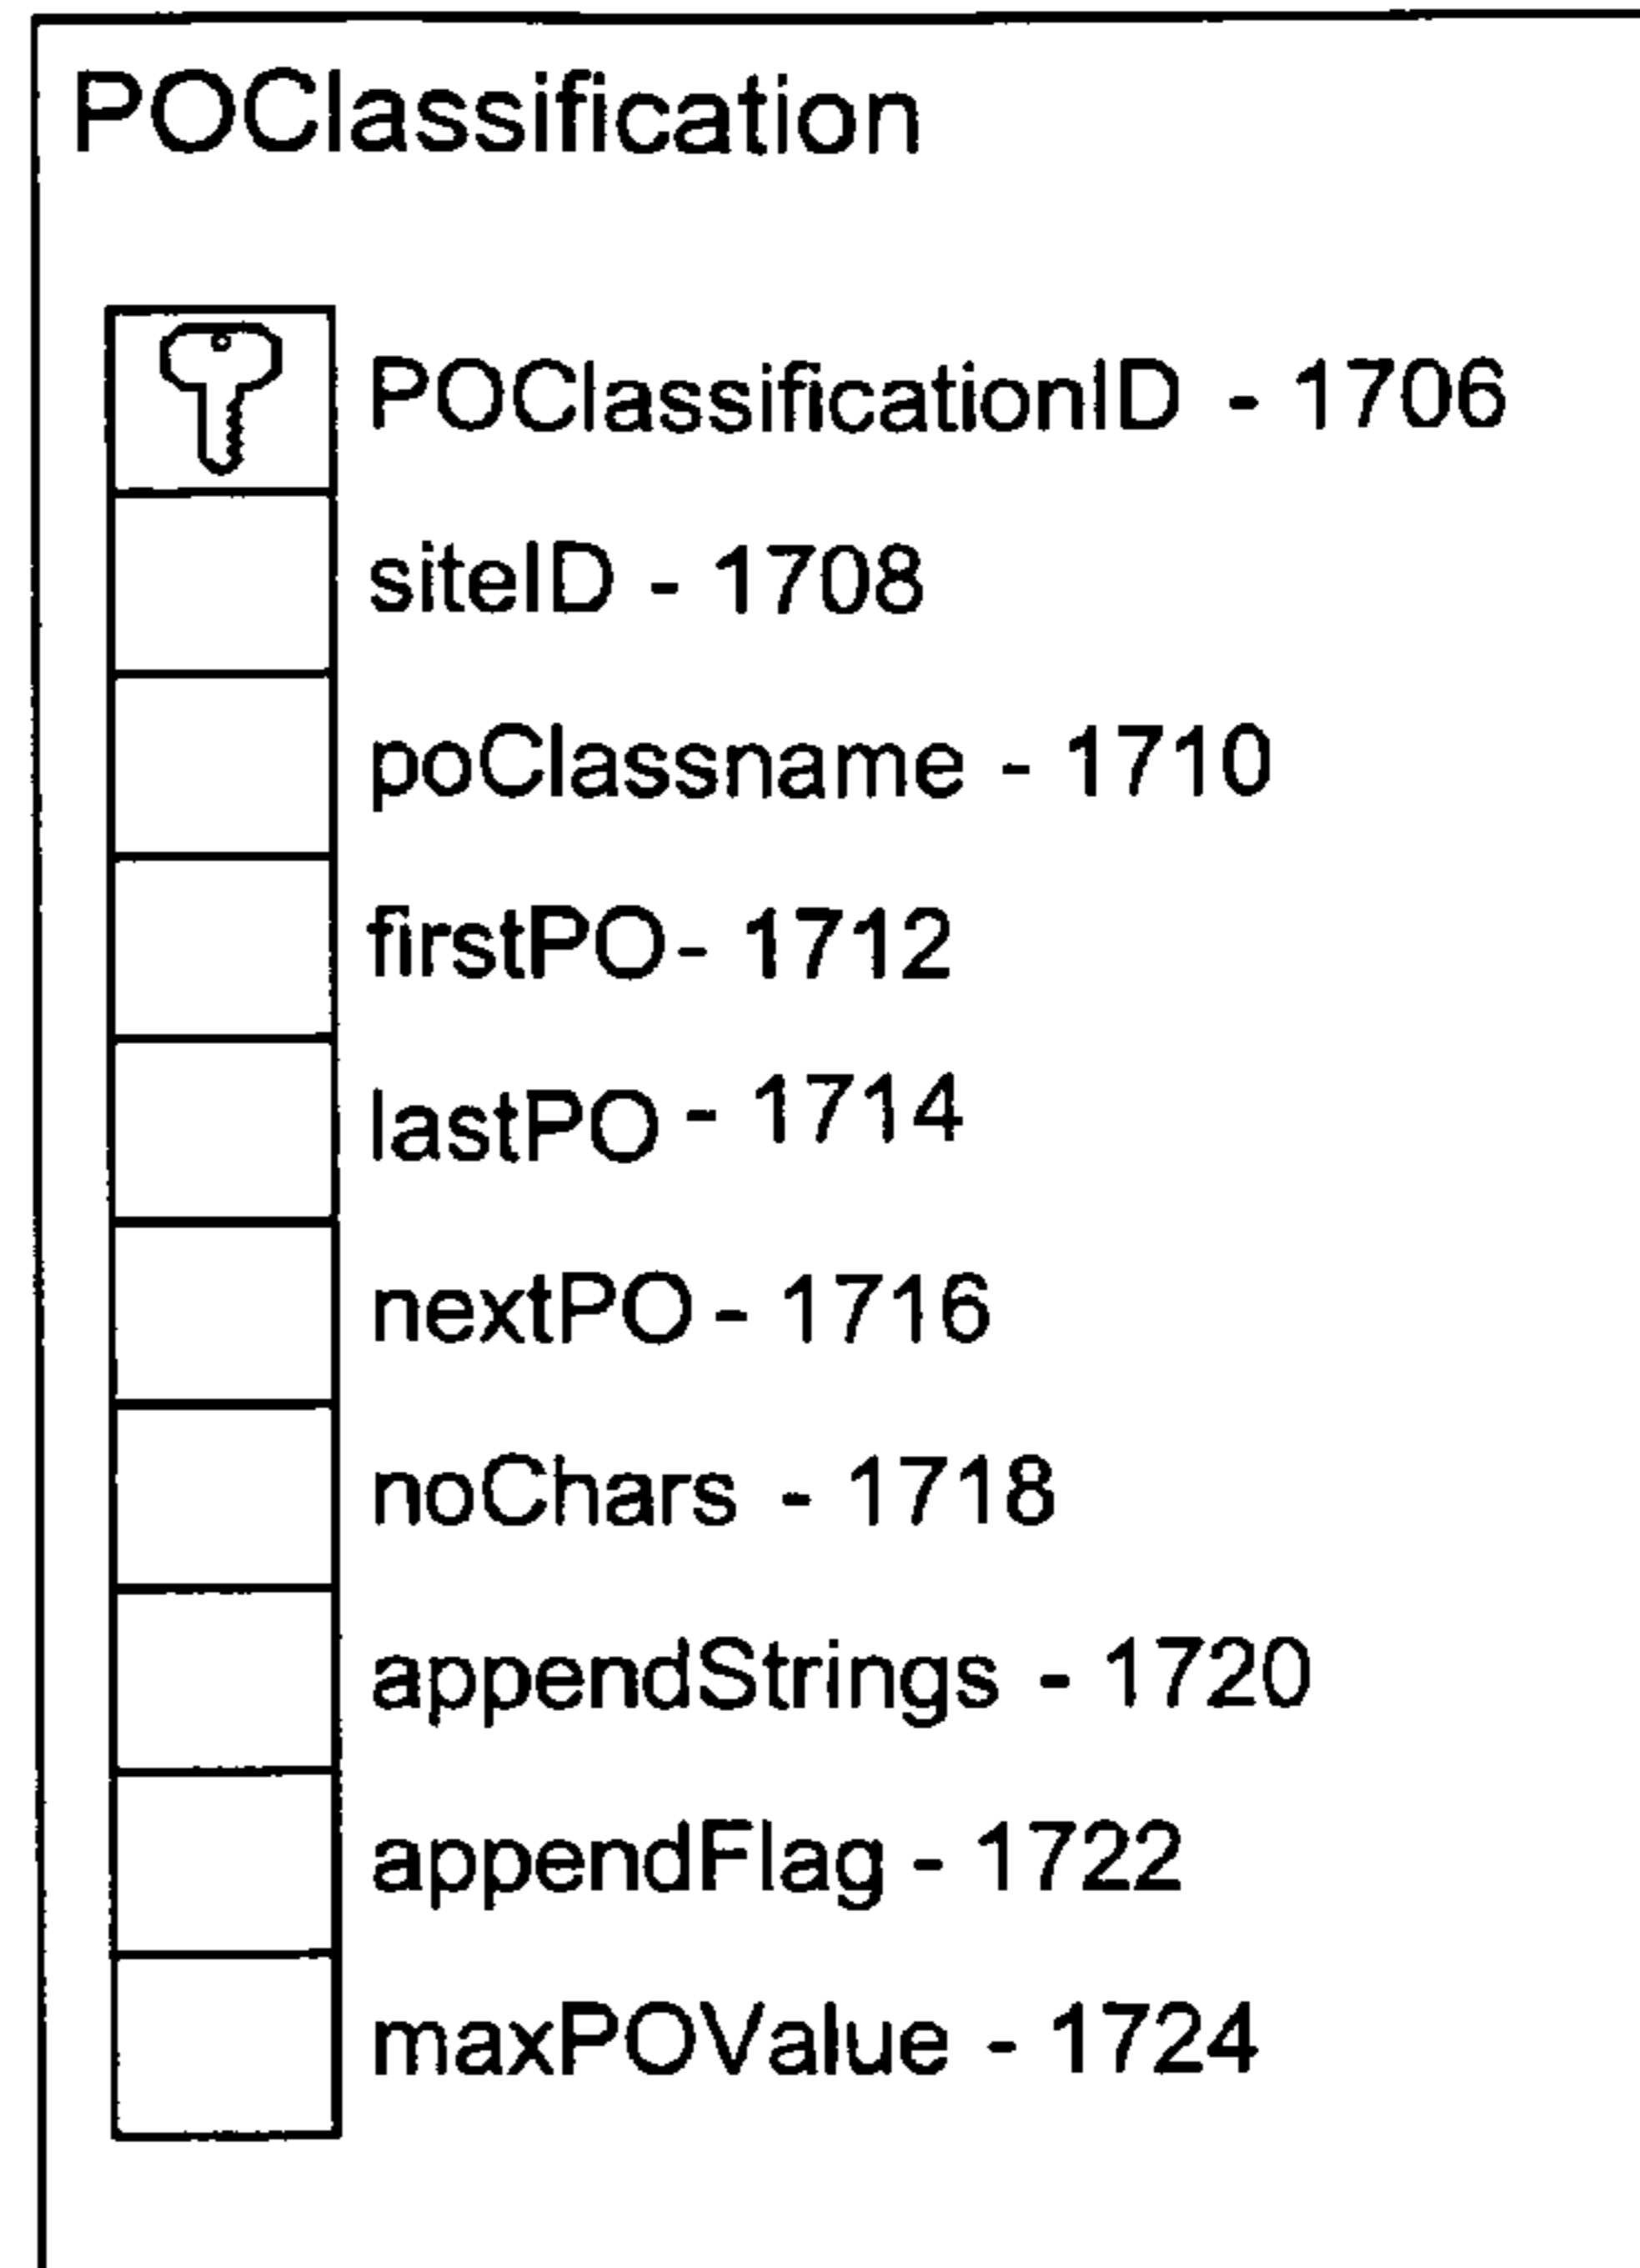 POClassification
POClassificationID - 1706
siteID - 1708
poClassname - 1710
firstPO- 1712
lastPO - 1714
nextPO - 1716
noChars - 1718
appendStrings - 1720
appendFlag - 1722
maxPOValue - 1724